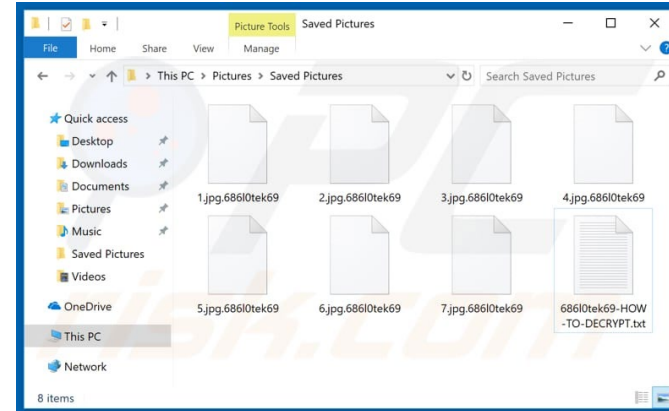 Picture Tools
Saved Pictures
File
Home
Share
View
Manage
This PC > Pictures > Saved Pictures
Search Saved Pictures
Quick access
Desktop
Downloads
Documents
Pictures
Music
Saved Pictures
Videos
OneDrive
This PC
Network
1.jpg.686l0tek69
2.jpg.686l0tek69
3.jpg.686l0tek69
4.jpg.686l0tek69
5.jpg.686l0tek69
6.jpg.686l0tek69
7.jpg.686l0tek69
686l0tek69-HOW
-TO-DECRYPT.txt
8 items
PC
risk.com